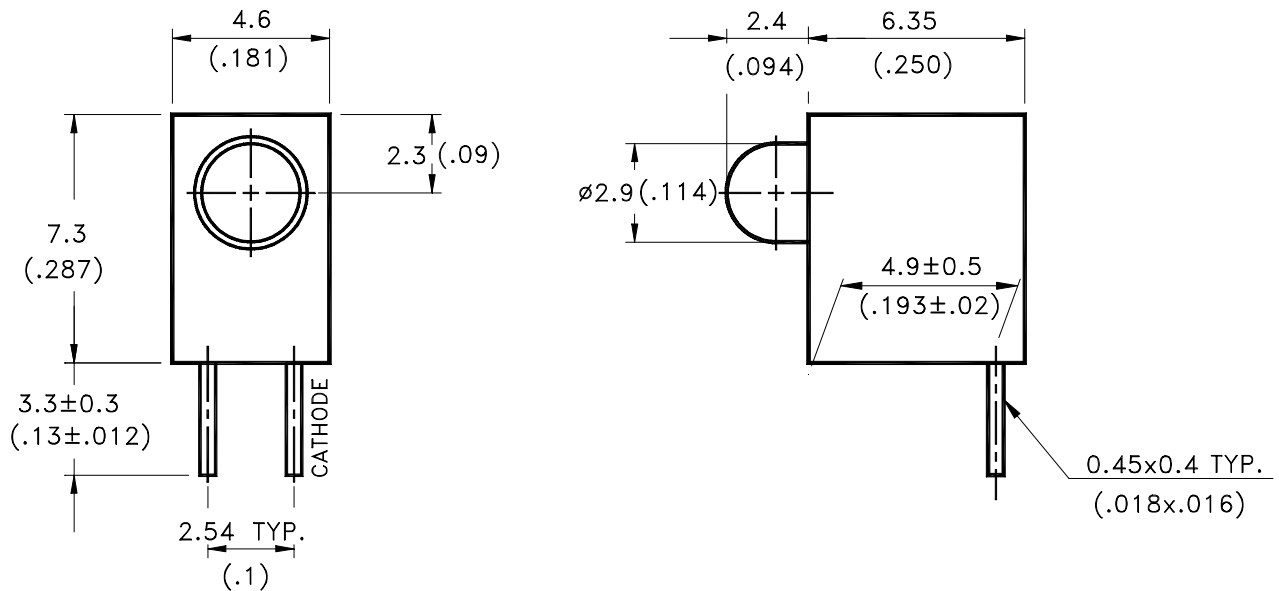 4.6
(.181)
2.3 (.09)
7.3
(.287)
3.3±0.3
(.13±.012)
CATHODE
2.54 TYP.
(.1)
2.4
(.094)
6.35
(.250)
ø2.9(.114)
4.9±0.5
(.193±.02)
0.45x0.4 TYP.
(.018x.016)